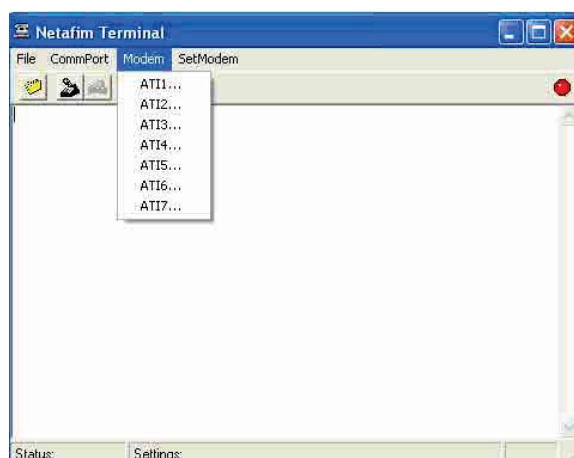 Netafim Terminal
File CommPort Modem SetModem
ATI1...
ATI2...
ATI3...
ATI4...
ATI5...
ATI6...
ATI7...
Status: Settings: